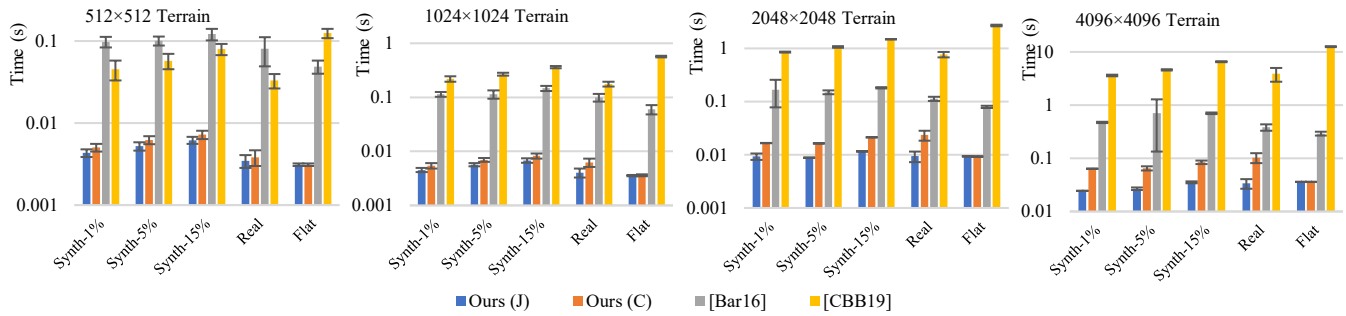 512×512 Terrain
Time (s)
0.1
0.01
0.001
Synth-1%
Synth-5%
Synth-15%
Real
Flat
1024×1024 Terrain
Time (s)
1
0.1
0.01
0.001
Synth-1%
Synth-5%
Synth-15%
Real
Flat
2048×2048 Terrain
Time (s)
1
0.1
0.01
0.001
Synth-1%
Synth-5%
Synth-15%
Real
Flat
4096×4096 Terrain
Time (s)
10
1
0.1
0.01
Synth-1%
Synth-5%
Synth-15%
Real
Flat
Ours (J) Ours (C) [Bar16] [CBB19]